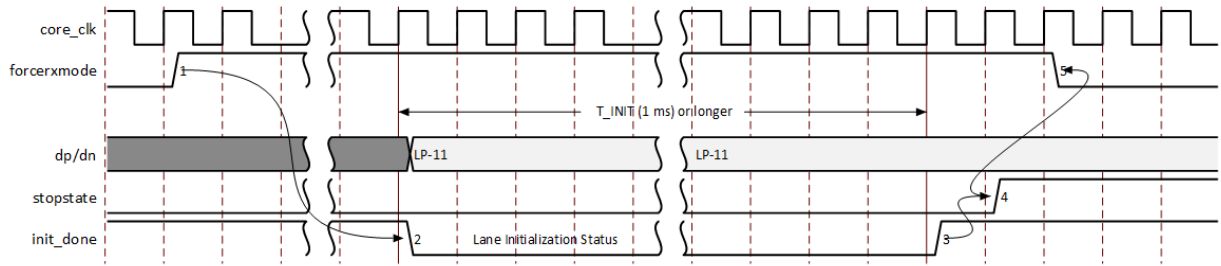 core_clk
forcerxmode 1 5
T_INIT (1 ms) or longer
dp/dn LP-11 LP-11
stopstate 4
init_done 2 Lane Initialization Status 3